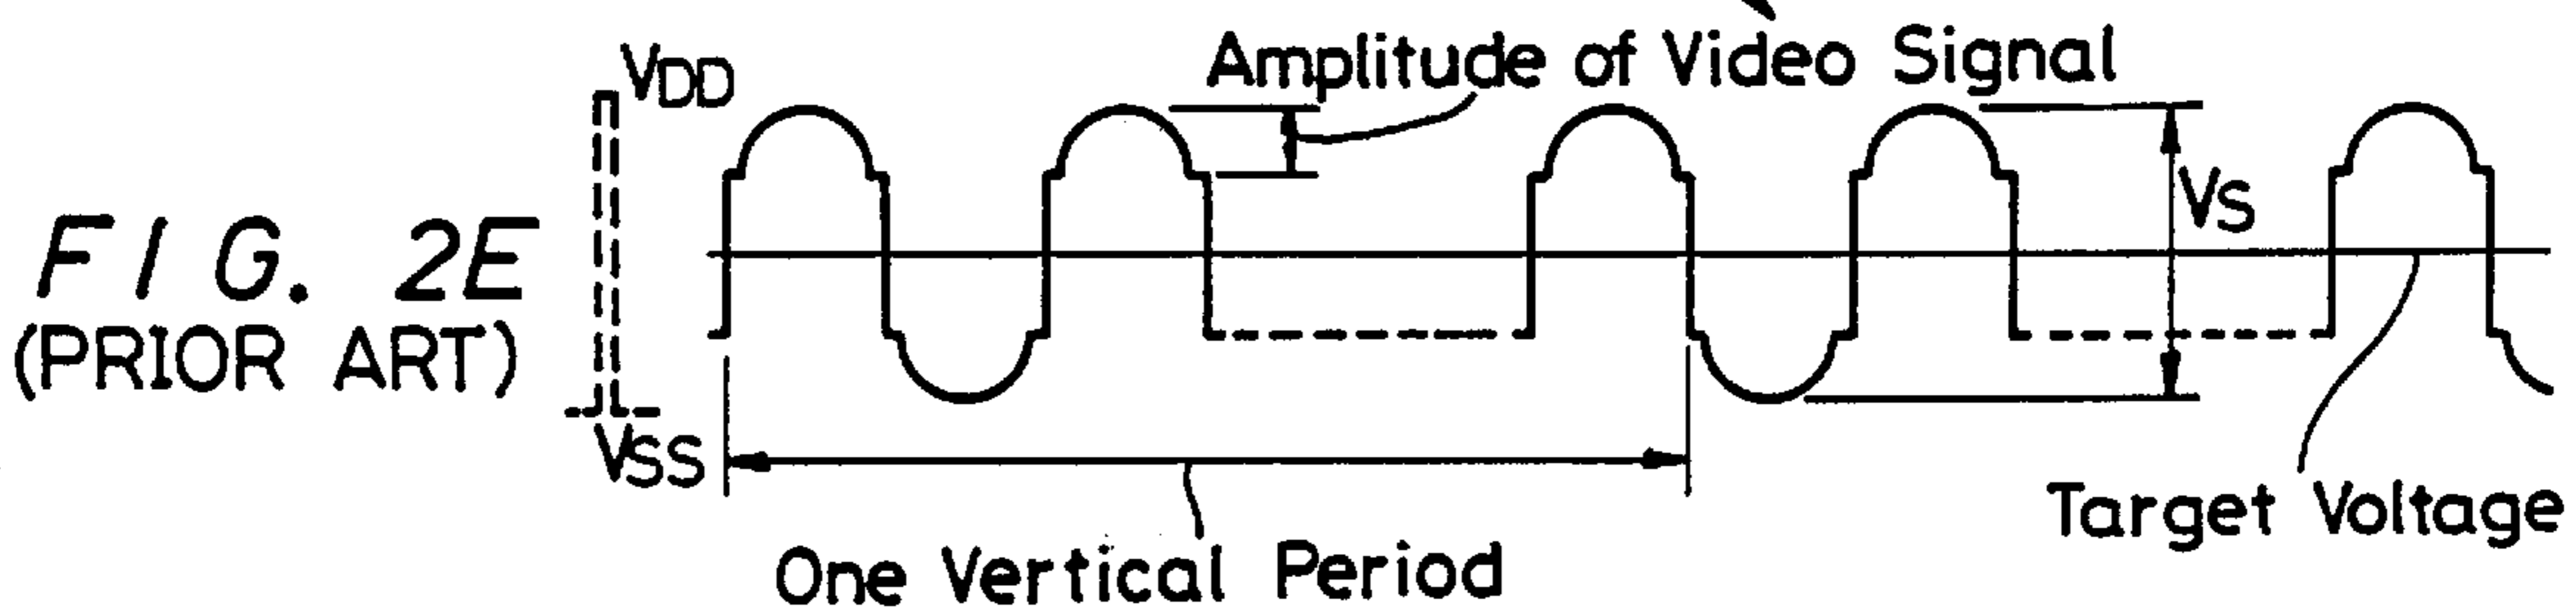 Amplitude of Video Signal
VDD
VS
FIG. 2E
(PRIOR ART)
VSS
Target Voltage
One Vertical Period